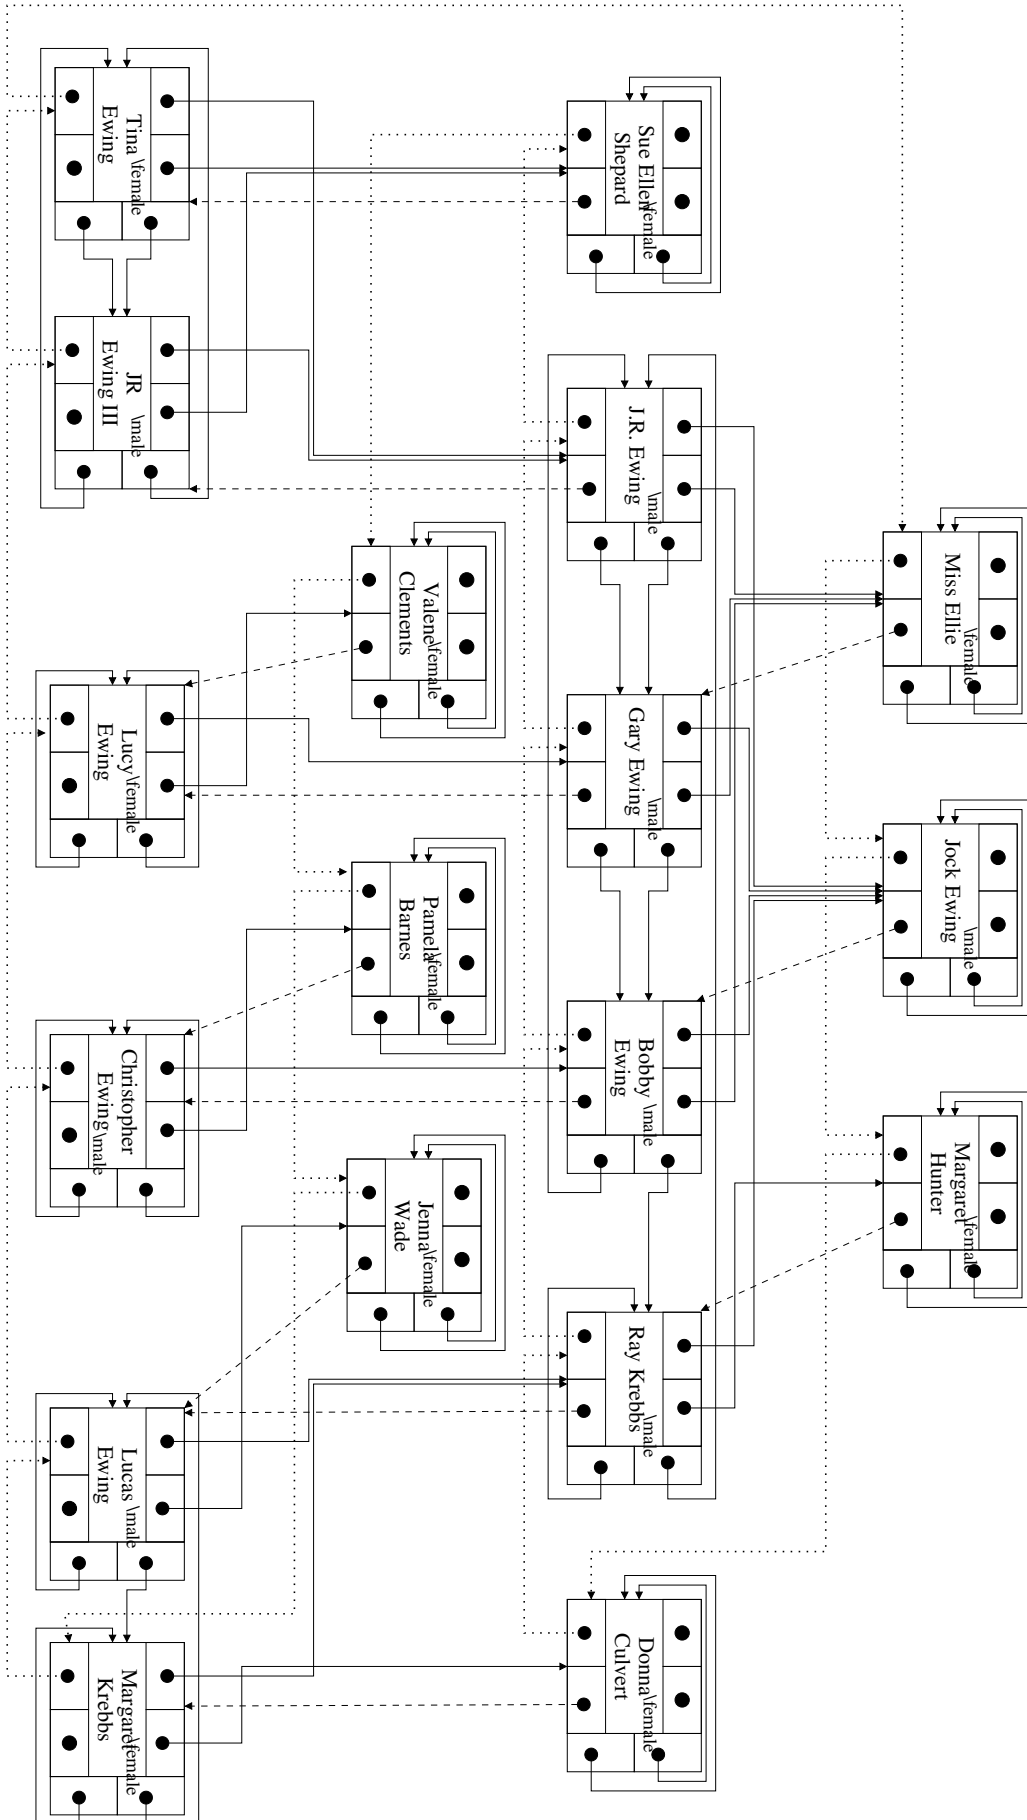 Miss Ellie
\female
Jock Ewing
\male
Margaret
Hunter
\female
Sue Ellen
Shepard
\female
J.R. Ewing
\male
Gary Ewing
\male
Bobby
Ewing
\male
Ray Krebbs
\male
Donna
Culvert
\female
Valene
Clements
\female
Pamela
Barnes
\female
Jenna
Wade
\female
Tina
Ewing
\female
JR
Ewing III
\male
Lucy
Ewing
\female
Christopher
Ewing
\male
Lucas
Ewing
\male
Margaret
Krebbs
\female